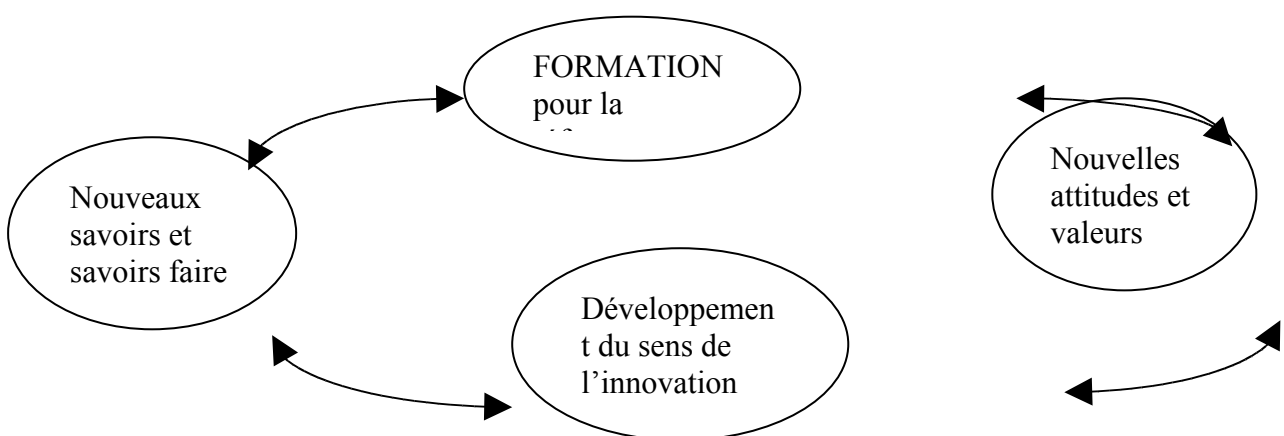 FORMATION
pour la
Nouvelles
attitudes et
valeurs
Nouveaux
savoirs et
savoirs faire
Développemen
t du sens de
l’innovation